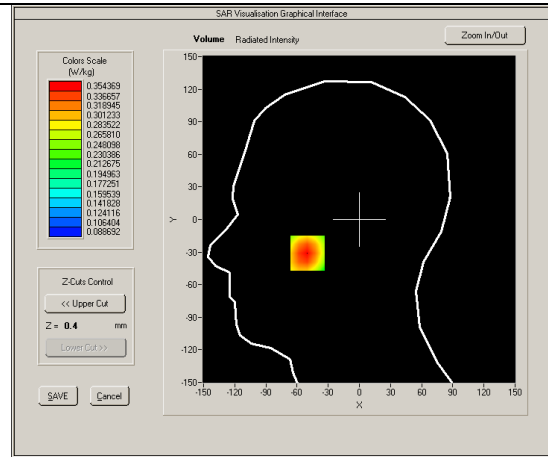 SAR Visualisation Graphical Interface
Volume Radiated Intensity
Zoom In/Out
Colors Scale
(W/kg)
0.354369
0.336657
0.318945
0.301233
0.283522
0.265810
0.248098
0.230386
0.212675
0.194963
0.177251
0.159539
0.141828
0.124116
0.106404
0.088692
Z-Cuts Control
<< Upper Cut
Z = 0.4 mm
Lower Cut >>
SAVE Cancel
150
120
90
60
30
0
-30
-60
-90
-120
-150
Y
-150 -120 -90 -60 -30 0 30 60 90 120 150
X